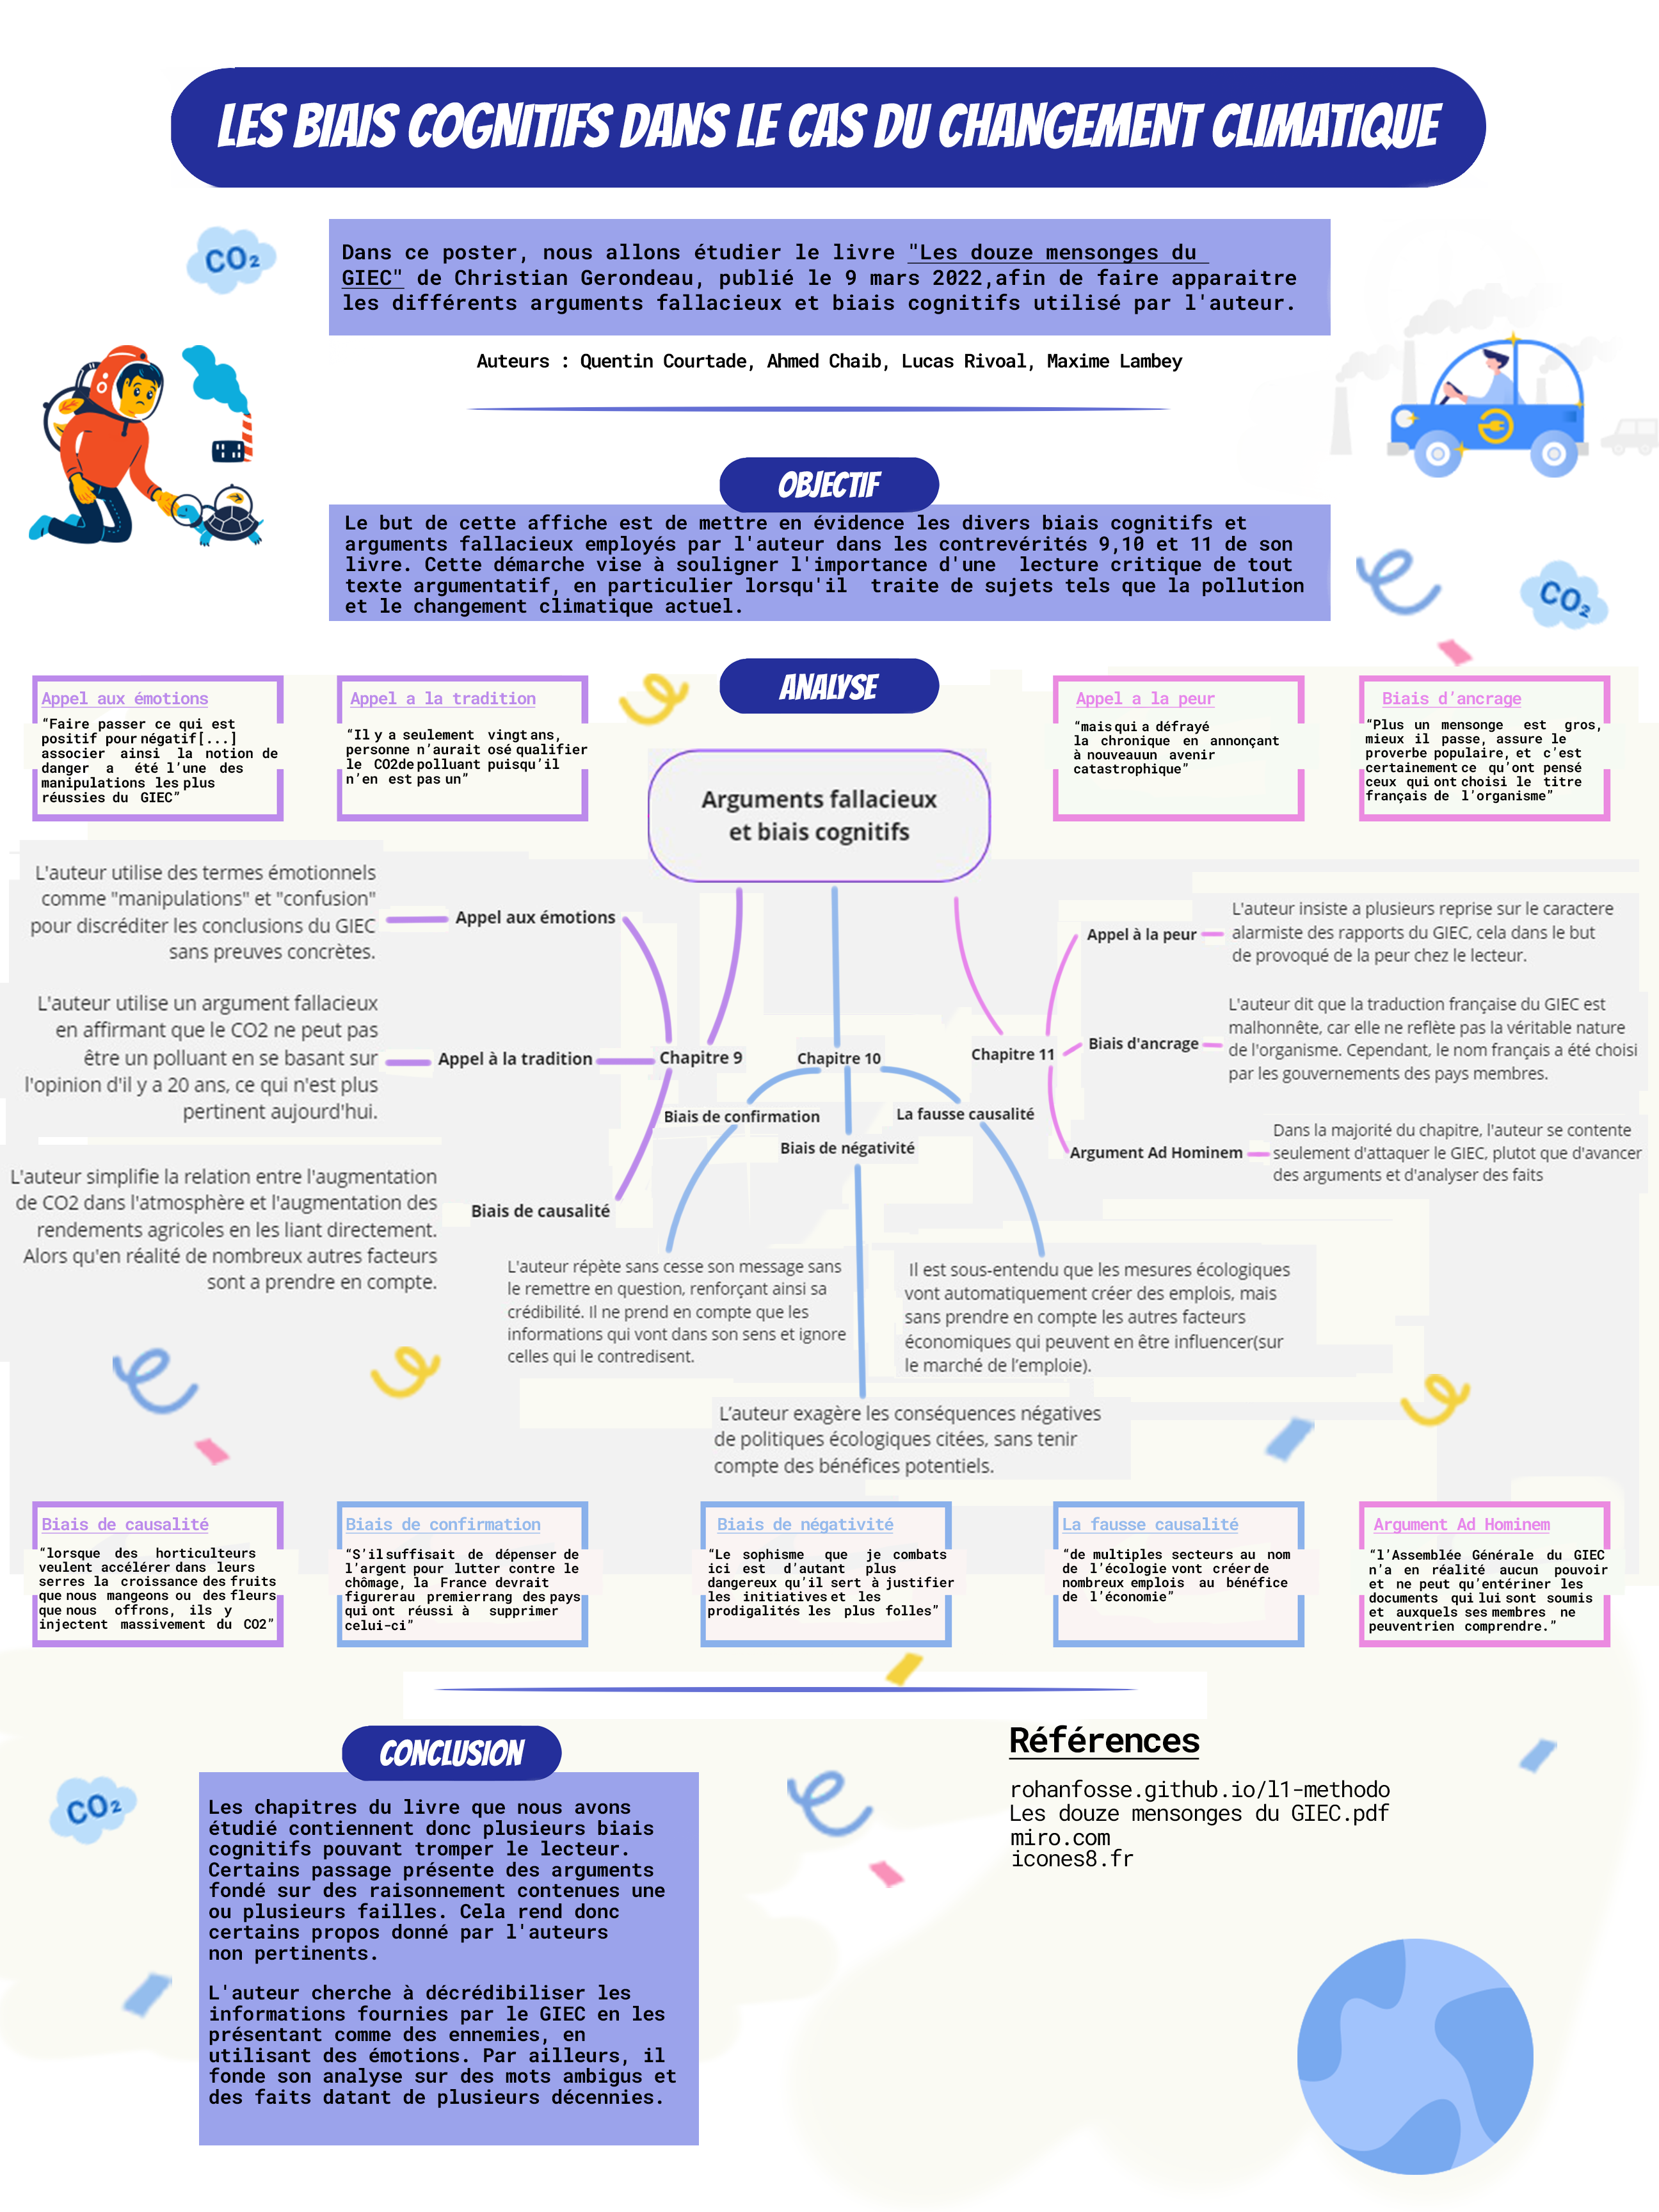 LES BIAIS COGNITIFS DANS LE CAS DU CHANGEMENT CLIMATIQUE
CO₂
Dans ce poster, nous allons étudier le livre "Les douze mensonges du
GIEC" de Christian Gerondeau, publié le 9 mars 2022,afin de faire apparaitre
les différents arguments fallacieux et biais cognitifs utilisé par l'auteur.
Auteurs : Quentin Courtade, Ahmed Chaib, Lucas Rivoal, Maxime Lambey
OBJECTIF
Le but de cette affiche est de mettre en évidence les divers biais cognitifs et
arguments fallacieux employés par l'auteur dans les contrevérités 9,10 et 11 de son
livre. Cette démarche vise à souligner l'importance d'une lecture critique de tout
texte argumentatif, en particulier lorsqu'il traite de sujets tels que la pollution
et le changement climatique actuel.
CO₂
ANALYSE
Appel aux émotions
“Faire passer ce qui est
positif pour négatif[...]
associer ainsi la notion de
danger a été l’une des
manipulations les plus
réussies du GIEC”
Appel a la tradition
“Il y a seulement vingt ans,
personne n’aurait osé qualifier
le CO2de polluant puisqu’il
n’en est pas un”
Appel a la peur
“mais qui a défrayé
la chronique en annonçant
à nouveauun avenir
catastrophique”
Biais d’ancrage
“Plus un mensonge est gros,
mieux il passe, assure le
proverbe populaire, et c’est
certainement ce qu’ont pensé
ceux qui ont choisi le titre
français de l’organisme”
Arguments fallacieux
et biais cognitifs
L'auteur utilise des termes émotionnels
comme "manipulations" et "confusion"
pour discréditer les conclusions du GIEC
sans preuves concrètes.
Appel aux émotions
L'auteur utilise un argument fallacieux
en affirmant que le CO2 ne peut pas
être un polluant en se basant sur
l'opinion d'il y a 20 ans, ce qui n'est plus
pertinent aujourd'hui.
Appel à la tradition
Chapitre 9
L'auteur simplifie la relation entre l'augmentation
de CO2 dans l'atmosphère et l'augmentation des
rendements agricoles en les liant directement.
Alors qu'en réalité de nombreux autres facteurs
sont a prendre en compte.
Biais de causalité
Chapitre 10
Biais de confirmation
Biais de négativité
La fausse causalité
L'auteur répète sans cesse son message sans
le remettre en question, renforçant ainsi sa
crédibilité. Il ne prend en compte que les
informations qui vont dans son sens et ignore
celles qui le contredisent.
Il est sous-entendu que les mesures écologiques
vont automatiquement créer des emplois, mais
sans prendre en compte les autres facteurs
économiques qui peuvent en être influencer(sur
le marché de l’emploie).
L’auteur exagère les conséquences négatives
de politiques écologiques citées, sans tenir
compte des bénéfices potentiels.
Chapitre 11
Appel à la peur
L'auteur insiste a plusieurs reprise sur le caractere
alarmiste des rapports du GIEC, cela dans le but
de provoqué de la peur chez le lecteur.
Biais d'ancrage
L'auteur dit que la traduction française du GIEC est
malhonnête, car elle ne reflète pas la véritable nature
de l'organisme. Cependant, le nom français a été choisi
par les gouvernements des pays membres.
Argument Ad Hominem
Dans la majorité du chapitre, l'auteur se contente
seulement d'attaquer le GIEC, plutot que d'avancer
des arguments et d'analyser des faits
Biais de causalité
“lorsque des horticulteurs
veulent accélérer dans leurs
serres la croissance des fruits
que nous mangeons ou des fleurs
que nous offrons, ils y
injectent massivement du CO2”
Biais de confirmation
“S’il suffisait de dépenser de
l’argent pour lutter contre le
chômage, la France devrait
figurerau premierrang des pays
qui ont réussi à supprimer
celui-ci”
Biais de négativité
“Le sophisme que je combats
ici est d’autant plus
dangereux qu’il sert à justifier
les initiatives et les
prodigalités les plus folles”
La fausse causalité
“de multiples secteurs au nom
de l’écologie vont créer de
nombreux emplois au bénéfice
de l’économie”
Argument Ad Hominem
“l’Assemblée Générale du GIEC
n’a en réalité aucun pouvoir
et ne peut qu’entériner les
documents qui lui sont soumis
et auxquels ses membres ne
peuventrien comprendre.”
CONCLUSION
CO₂
Les chapitres du livre que nous avons
étudié contiennent donc plusieurs biais
cognitifs pouvant tromper le lecteur.
Certains passage présente des arguments
fondé sur des raisonnement contenues une
ou plusieurs failles. Cela rend donc
certains propos donné par l'auteurs
non pertinents.
L'auteur cherche à décrédibiliser les
informations fournies par le GIEC en les
présentant comme des ennemies, en
utilisant des émotions. Par ailleurs, il
fonde son analyse sur des mots ambigus et
des faits datant de plusieurs décennies.
Références
rohanfosse.github.io/l1-methodo
Les douze mensonges du GIEC.pdf
miro.com
icones8.fr